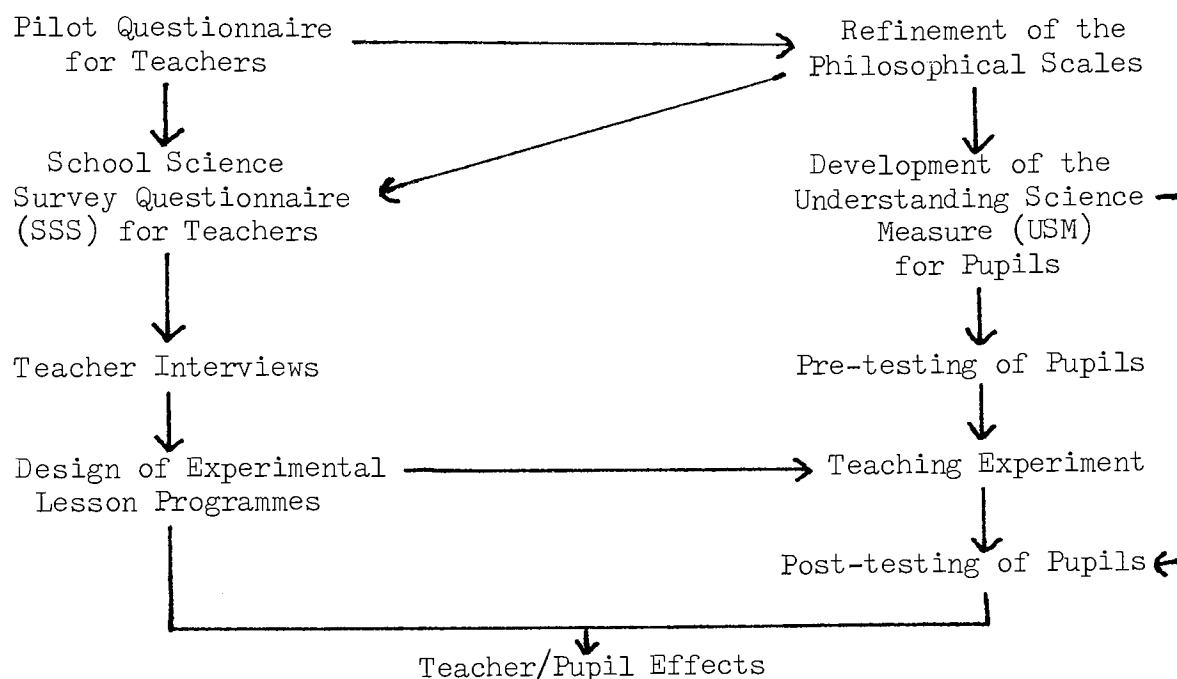 Pilot Questionnaire
for Teachers
Refinement of the
Philosophical Scales
School Science
Survey Questionnaire
(SSS) for Teachers
Development of the
Understanding Science
Measure (USM)
for Pupils
Teacher Interviews
Pre-testing of Pupils
Design of Experimental
Lesson Programmes
Teaching Experiment
Post-testing of Pupils
Teacher/Pupil Effects